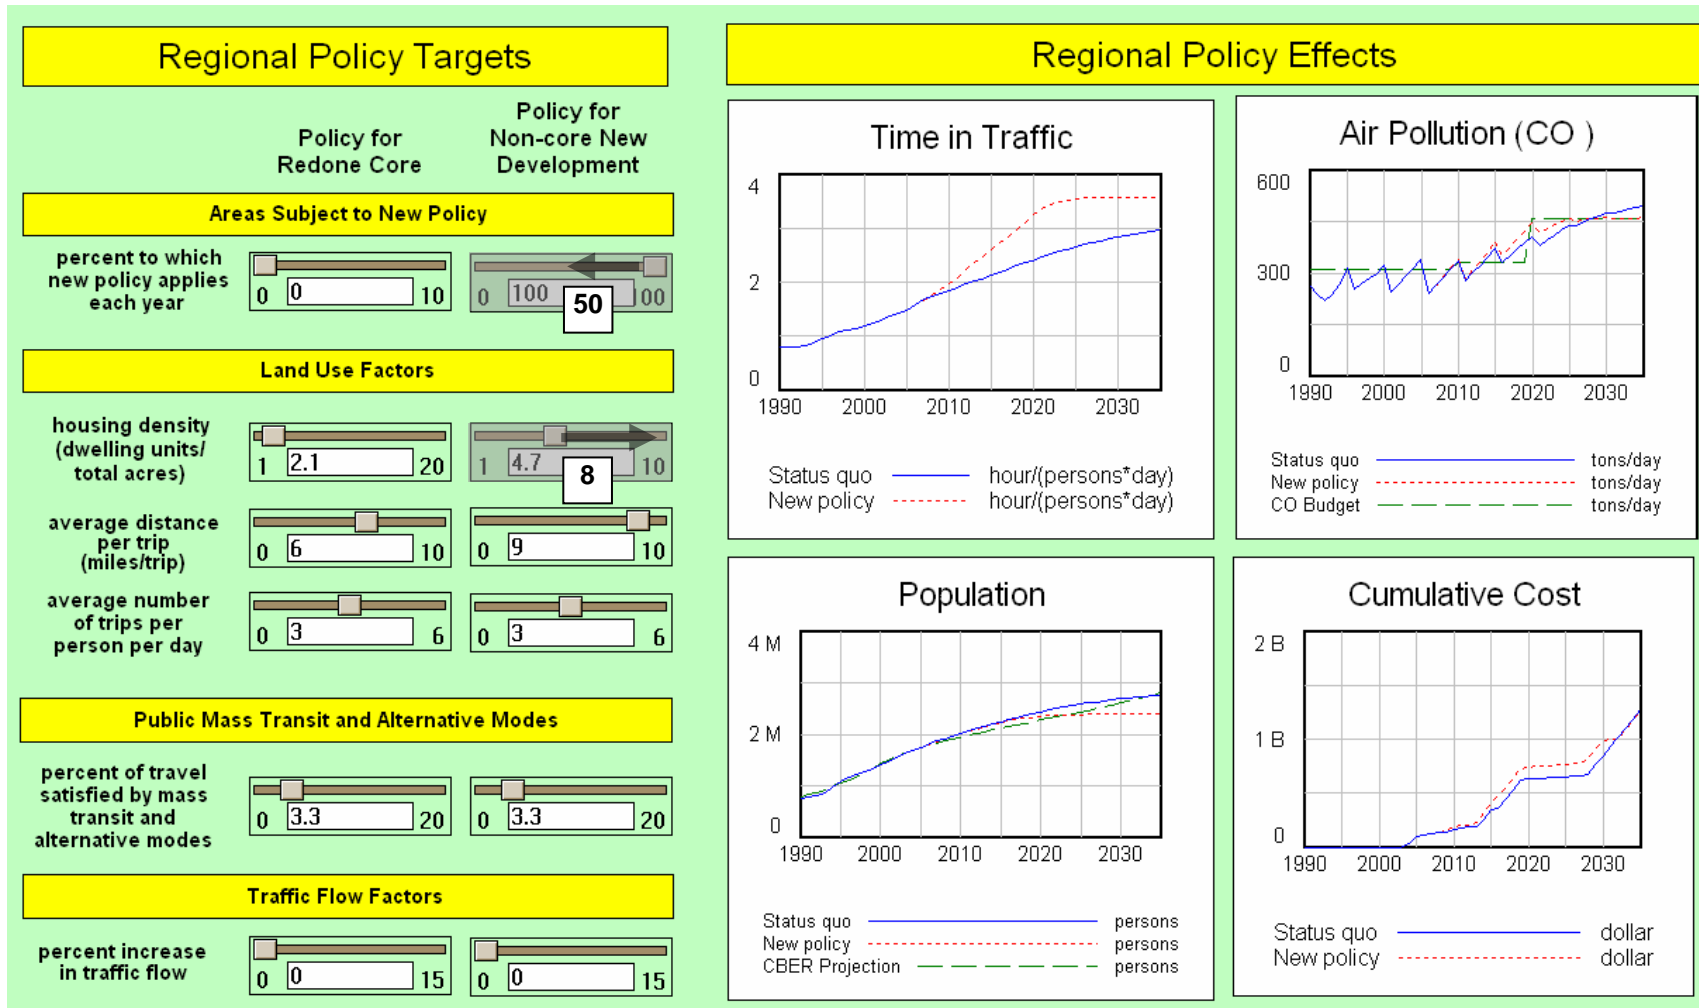 Regional Policy Targets
Policy for
Redone Core
Policy for
Non-core New
Development
Areas Subject to New Policy
percent to which
new policy applies
each year
0 0 10
0 100 100
50
Land Use Factors
housing density
(dwelling units/
total acres)
1 2.1 20
1 4.7 10
8
average distance
per trip
(miles/trip)
0 6 10
0 9 10
average number
of trips per
person per day
0 3 6
0 3 6
Public Mass Transit and Alternative Modes
percent of travel
satisfied by mass
transit and
alternative modes
0 3.3 20
0 3.3 20
Traffic Flow Factors
percent increase
in traffic flow
0 0 15
0 0 15
Regional Policy Effects
Time in Traffic
4
2
0
1990 2000 2010 2020 2030
Status quo hour/(persons*day)
New policy hour/(persons*day)
Air Pollution (CO )
600
300
0
1990 2000 2010 2020 2030
Status quo tons/day
New policy tons/day
CO Budget tons/day
Population
4 M
2 M
0
1990 2000 2010 2020 2030
Status quo persons
New policy persons
CBER Projection persons
Cumulative Cost
2 B
1 B
0
1990 2000 2010 2020 2030
Status quo dollar
New policy dollar